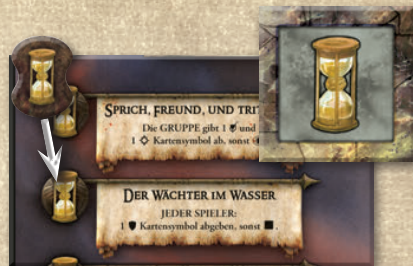 SPRICH, FREUND, UND
Die GRUPPE gibt 1 und
1 Kartensymbol ab, sonst
DER WÄCHTER IM WASSER
JEDER SPIELER:
1 Kartensymbol abgeben, sonst .